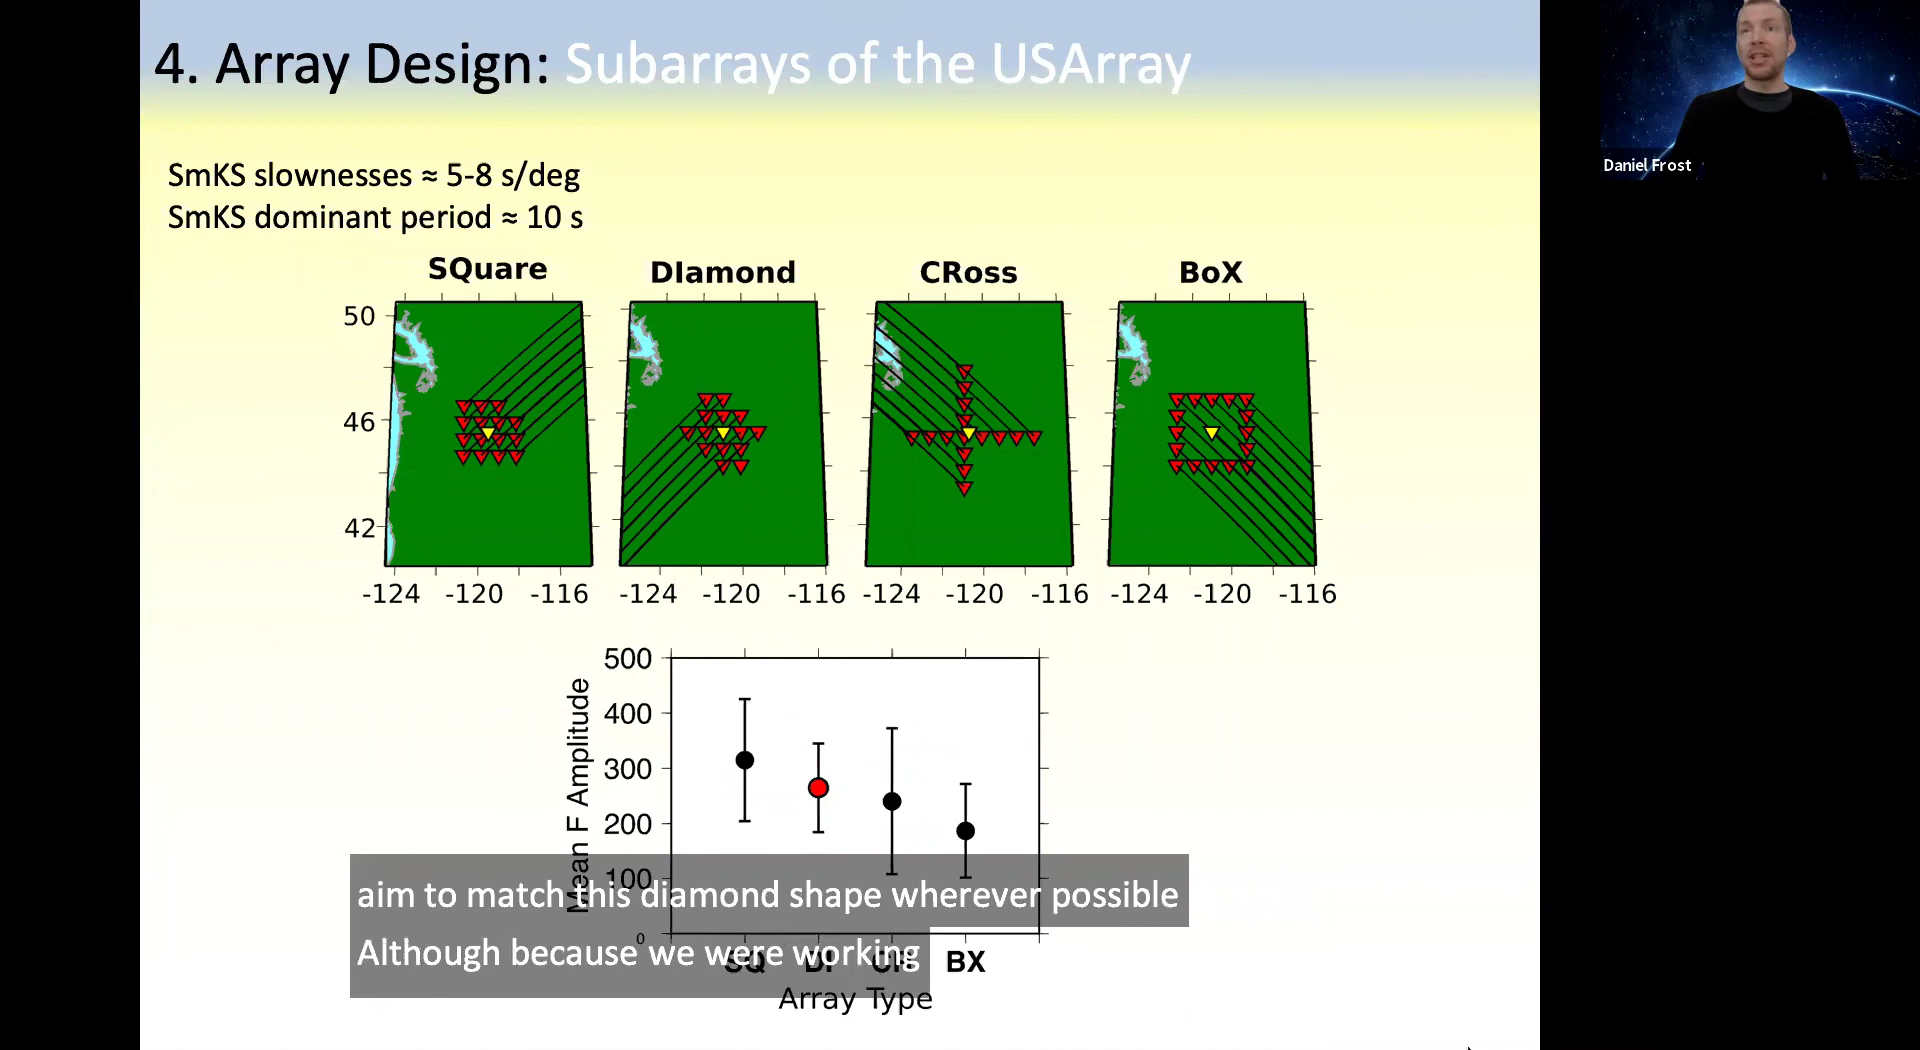 4. Array Design: Subarrays of the USArray
Daniel Frost
SmKS slownesses ≈ 5-8 s/deg
SmKS dominant period ≈ 10 s
SQuare
DIamond
CRoss
BoX
50
46
42
-124 -120 -116
-124 -120 -116
-124 -120 -116
-124 -120 -116
Mean F Amplitude
500
400
300
200
100
0
aim to match this diamond shape wherever possible
Although because we were working
SQ DI CR BX
Array Type